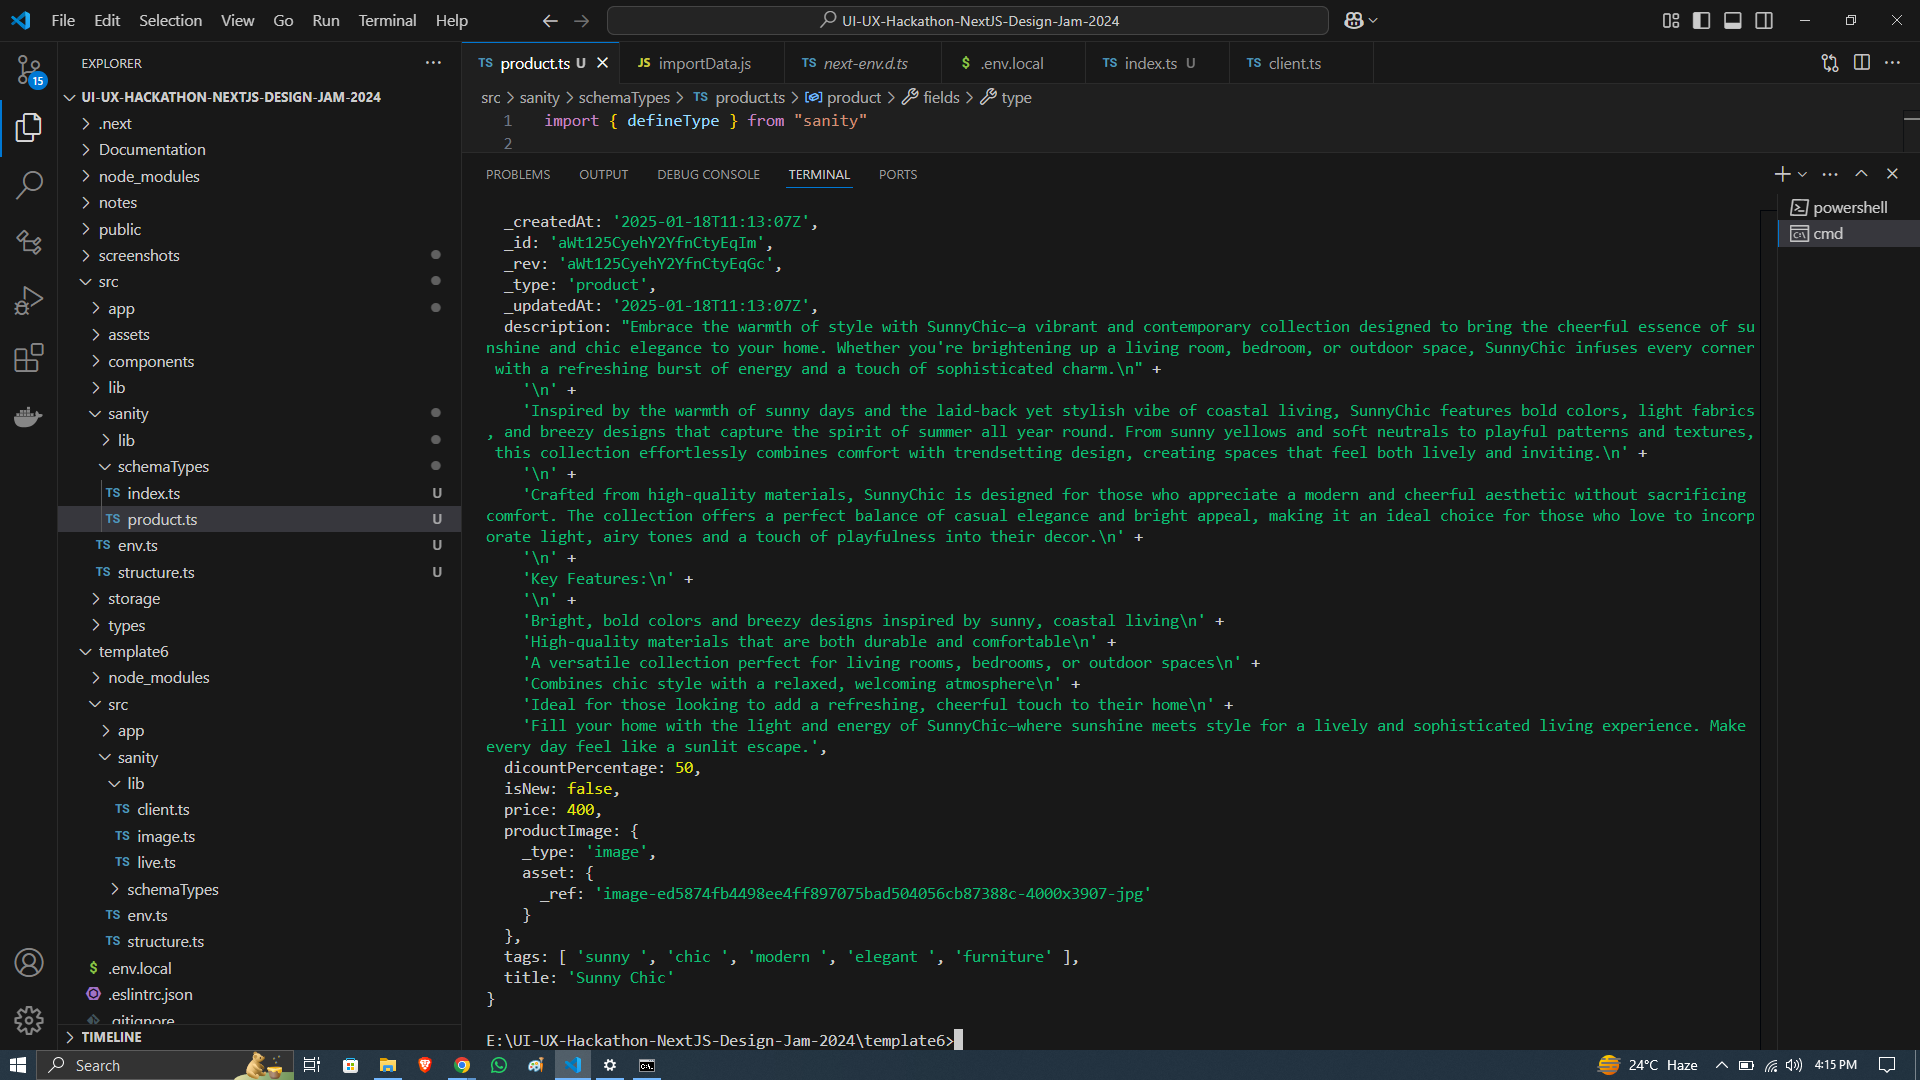 File Edit Selection View Go Run Terminal Help
UI-UX-Hackathon-NextJS-Design-Jam-2024
15
EXPLORER
UI-UX-HACKATHON-NEXTJS-DESIGN-JAM-2024
.next
Documentation
node_modules
notes
public
screenshots
src
app
assets
components
lib
sanity
lib
schemaTypes
TS index.ts U
TS product.ts U
TS env.ts U
TS structure.ts U
storage
types
template6
node_modules
src
app
sanity
lib
TS client.ts
TS image.ts
TS live.ts
schemaTypes
TS env.ts
TS structure.ts
$ .env.local
.eslintrc.json
.gitignore
TIMELINE
TS product.ts U JS importData.js TS next-env.d.ts $ .env.local TS index.ts U TS client.ts
src > sanity > schemaTypes > TS product.ts > product > fields > type
1 import { defineType } from "sanity"
2
PROBLEMS OUTPUT DEBUG CONSOLE TERMINAL PORTS
powershell
cmd
_createdAt: '2025-01-18T11:13:07Z',
_id: 'aWt125CyehY2YfnCtyEqIm',
_rev: 'aWt125CyehY2YfnCtyEqGc',
_type: 'product',
_updatedAt: '2025-01-18T11:13:07Z',
description: "Embrace the warmth of style with SunnyChic—a vibrant and contemporary collection designed to bring the cheerful essence of su
nshine and chic elegance to your home. Whether you're brightening up a living room, bedroom, or outdoor space, SunnyChic infuses every corner
with a refreshing burst of energy and a touch of sophisticated charm.\n" +
'\n' +
'Inspired by the warmth of sunny days and the laid-back yet stylish vibe of coastal living, SunnyChic features bold colors, light fabrics
, and breezy designs that capture the spirit of summer all year round. From sunny yellows and soft neutrals to playful patterns and textures,
this collection effortlessly combines comfort with trendsetting design, creating spaces that feel both lively and inviting.\n' +
'\n' +
'Crafted from high-quality materials, SunnyChic is designed for those who appreciate a modern and cheerful aesthetic without sacrificing
comfort. The collection offers a perfect balance of casual elegance and bright appeal, making it an ideal choice for those who love to incorp
orate light, airy tones and a touch of playfulness into their decor.\n' +
'\n' +
'Key Features:\n' +
'\n' +
'Bright, bold colors and breezy designs inspired by sunny, coastal living\n' +
'High-quality materials that are both durable and comfortable\n' +
'A versatile collection perfect for living rooms, bedrooms, or outdoor spaces\n' +
'Combines chic style with a relaxed, welcoming atmosphere\n' +
'Ideal for those looking to add a refreshing, cheerful touch to their home\n' +
'Fill your home with the light and energy of SunnyChic—where sunshine meets style for a lively and sophisticated living experience. Make
every day feel like a sunlit escape.',
dicountPercentage: 50,
isNew: false,
price: 400,
productImage: {
_type: 'image',
asset: {
_ref: 'image-ed5874fb4498ee4ff897075bad504056cb87388c-4000x3907-jpg'
}
},
tags: [ 'sunny ', 'chic ', 'modern ', 'elegant ', 'furniture' ],
title: 'Sunny Chic'
}
E:\UI-UX-Hackathon-NextJS-Design-Jam-2024\template6>
Search
24°C Haze
4:15 PM